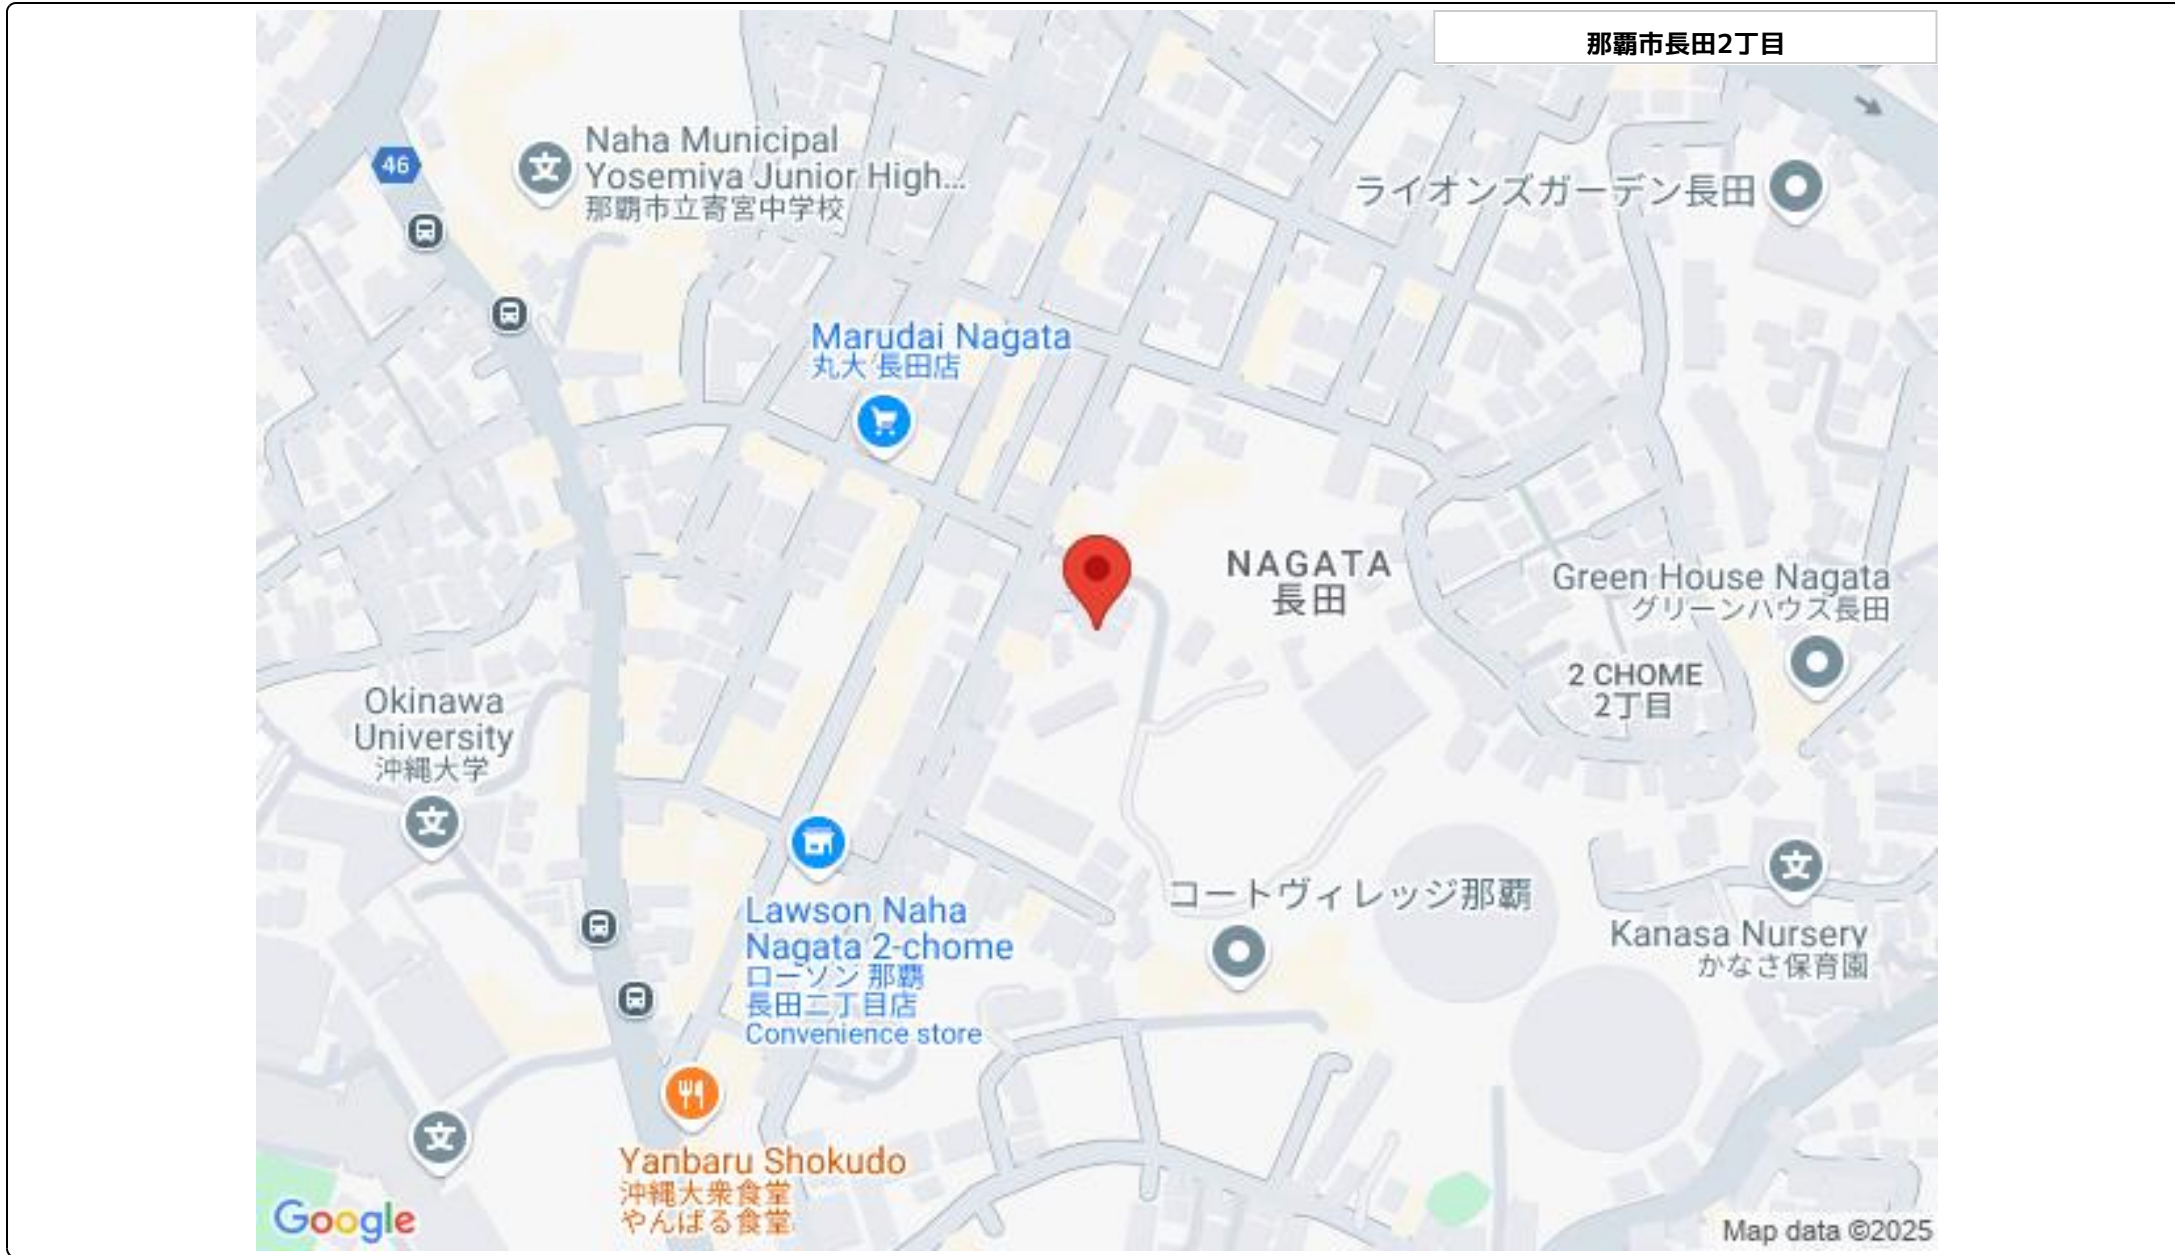 那覇市長田2丁目
46
Naha Municipal
Yosemiya Junior High...
那覇市立寄宮中学校
ライオンズガーデン長田
Marudai Nagata
丸大 長田店
NAGATA
長田
Green House Nagata
グリーンハウス長田
2 CHOME
2丁目
Okinawa
University
沖縄大学
文
文
文
文
コートヴィレッジ那覇
Lawson Naha
Nagata 2-chome
ローソン 那覇
長田二丁目店
Convenience store
Kanasa Nursery
かなさ保育園
Yanbaru Shokudo
沖縄大衆食堂
やんばる食堂
Google
Map data ©2025